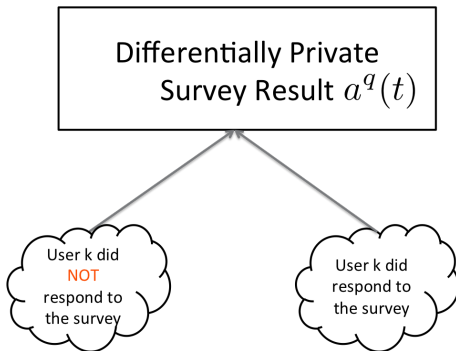 Differentially Private
Survey Result a^q(t)
User k did
NOT
respond to
the survey
User k did
respond to
the survey